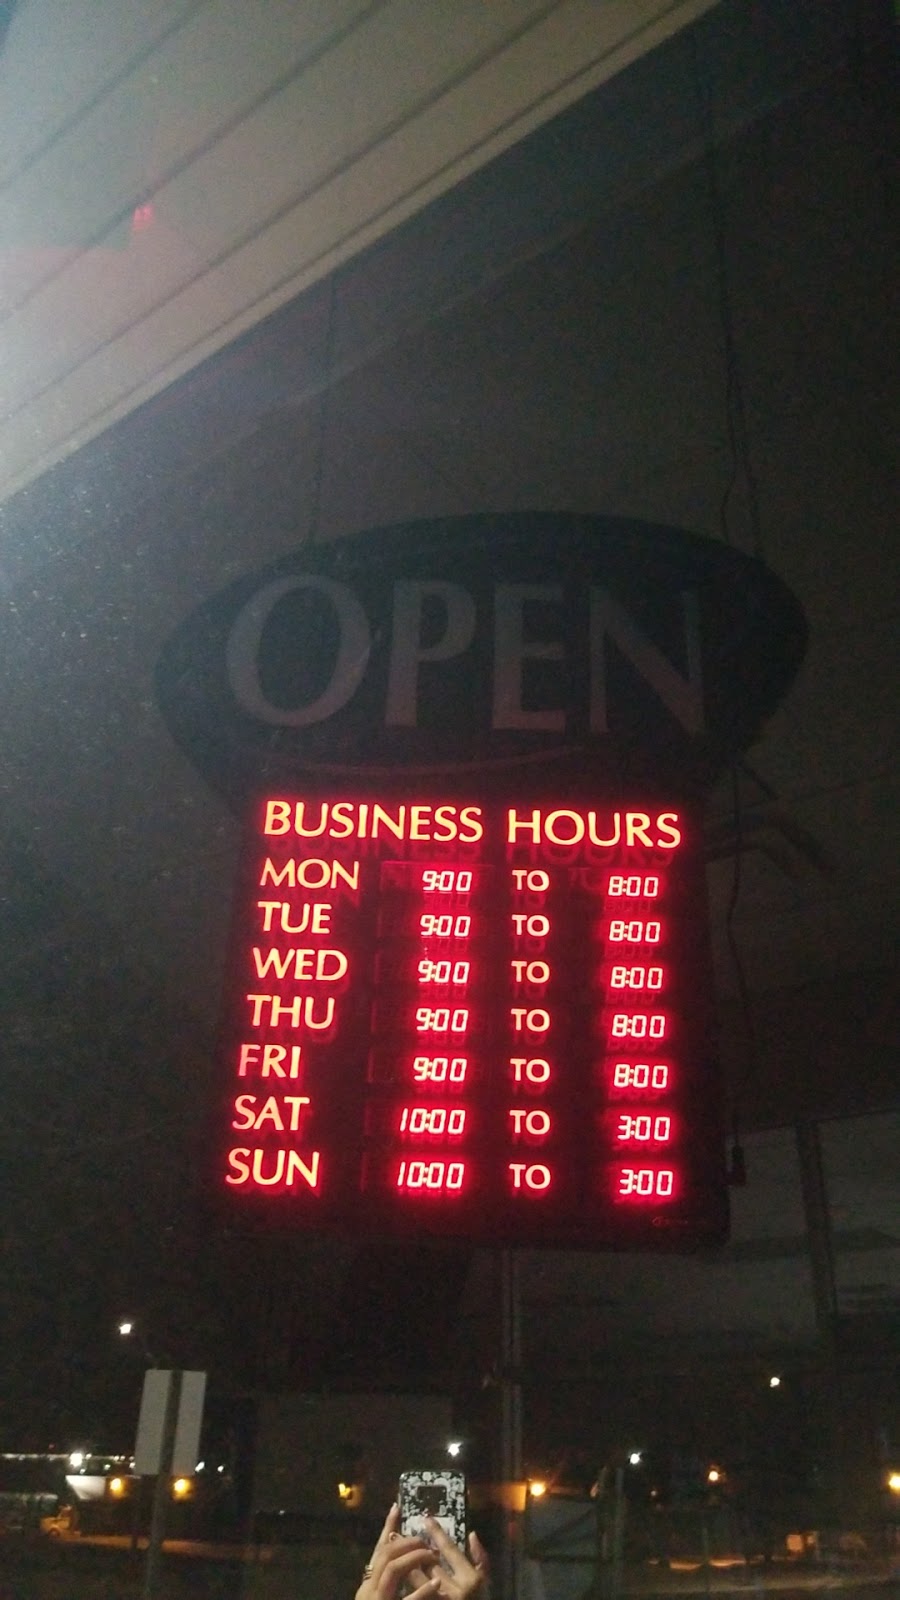 OPEN
BUSINESS HOURS
MON 9:00 TO 8:00
TUE 9:00 TO 8:00
WED 9:00 TO 8:00
THU 9:00 TO 8:00
FRI 9:00 TO 8:00
SAT 10:00 TO 3:00
SUN 10:00 TO 3:00